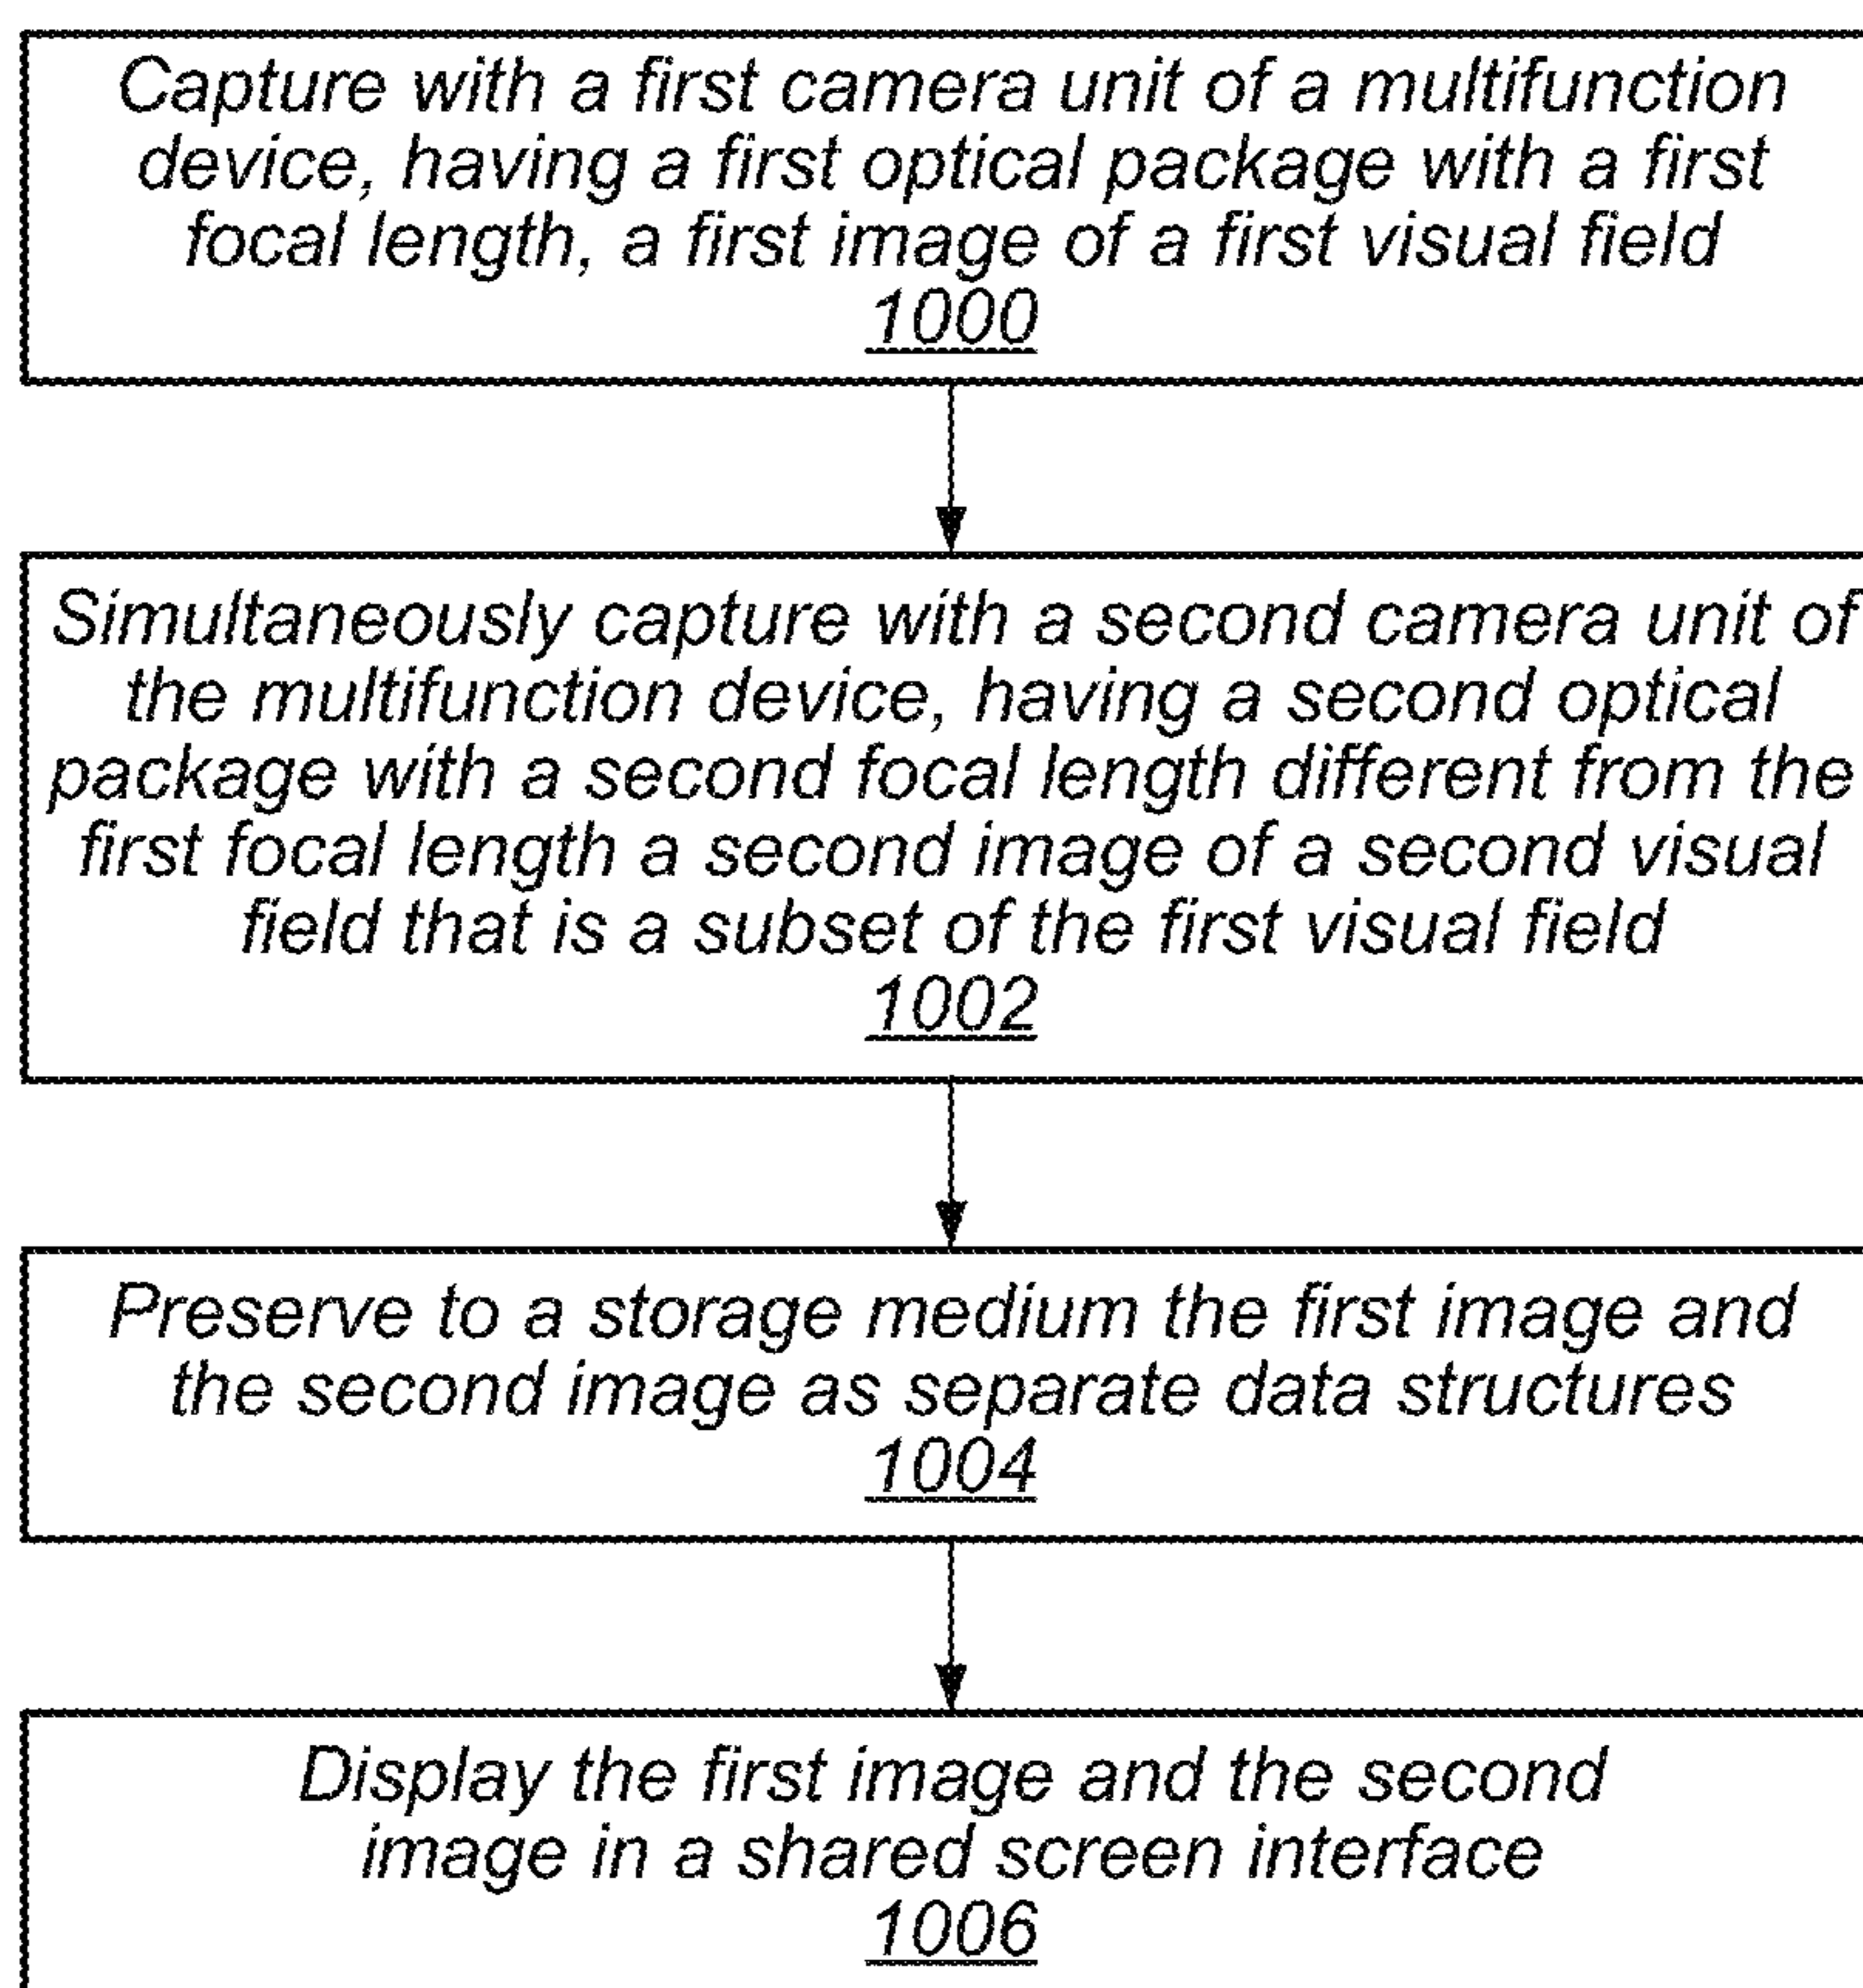 Capture with a first camera unit of a multifunction
device, having a first optical package with a first
focal length, a first image of a first visual field
1000
Simultaneously capture with a second camera unit of
the multifunction device, having a second optical
package with a second focal length different from the
first focal length a second image of a second visual
field that is a subset of the first visual field
1002
Preserve to a storage medium the first image and
the second image as separate data structures
1004
Display the first image and the second
image in a shared screen interface
1006